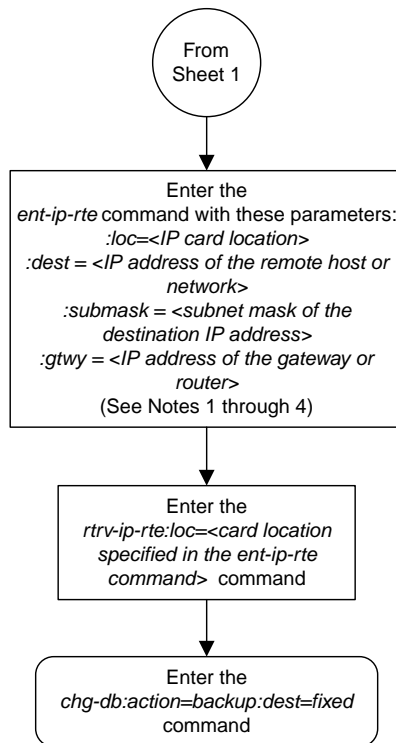 From
Sheet 1
Enter the
ent-ip-rte command with these parameters:
:loc=<IP card location>
:dest = <IP address of the remote host or
network>
:submask = <subnet mask of the
destination IP address>
:gtwy = <IP address of the gateway or
router>
(See Notes 1 through 4)
Enter the
rtrv-ip-rte:loc=<card location
specified in the ent-ip-rte
command> command
Enter the
chg-db:action=backup:dest=fixed
command